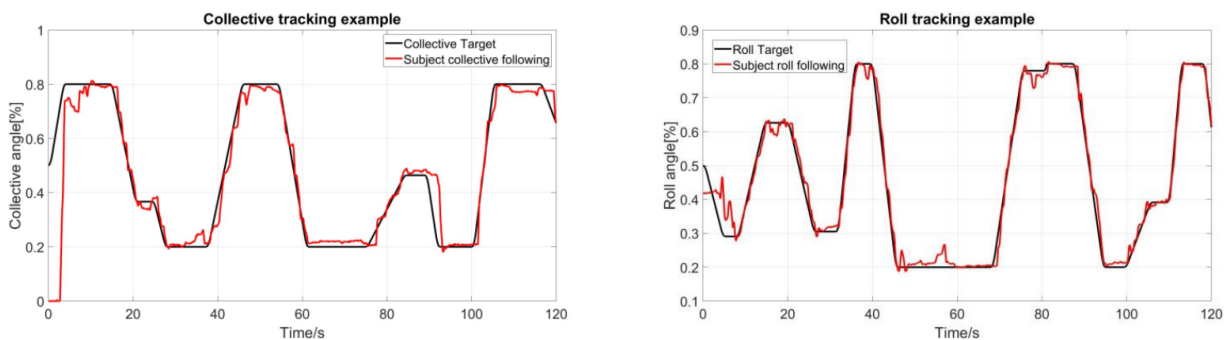 Collective tracking example
Collective Target
Subject collective following
Collective angle[%]
1
0.8
0.6
0.4
0.2
0
0 20 40 60 80 100 120
Time/s
Roll tracking example
Roll Target
Subject roll following
Roll angle[%]
0.9
0.8
0.7
0.6
0.5
0.4
0.3
0.2
0.1
0 20 40 60 80 100 120
Time/s